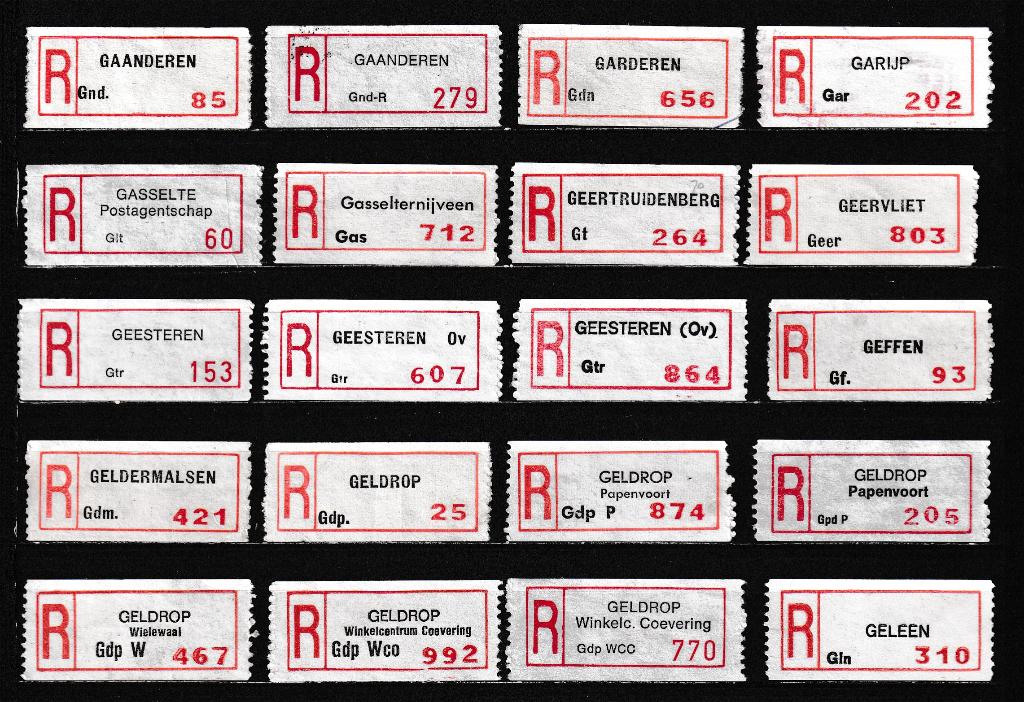 R GAANDEREN
Gnd. 85
R GAANDEREN
Gnd-R 279
R GARDEREN
Gdn 656
R GARIJP
Gar 202
R GASSELTE
Postagentschap
Glt 60
R Gasselternijveen
Gas 712
R GEERTRUIDENBERG
Gt 264
R GEERVLIET
Geer 803
R GEESTEREN
Gtr 153
R GEESTEREN Ov
Gtr 607
R GEESTEREN (Ov)
Gtr 864
R GEFFEN
Gf. 93
R GELDERMALSEN
Gdm. 421
R GELDROP
Gdp. 25
R GELDROP
Papenvoort
Gdp P 874
R GELDROP
Papenvoort
Gpd P 205
R GELDROP
Wielewaal
Gdp W 467
R GELDROP
Winkelcentrum Coevering
Gdp Wco 992
R GELDROP
Winkelc. Coevering
Gdp WCC 770
R GELEEN
Gln 310